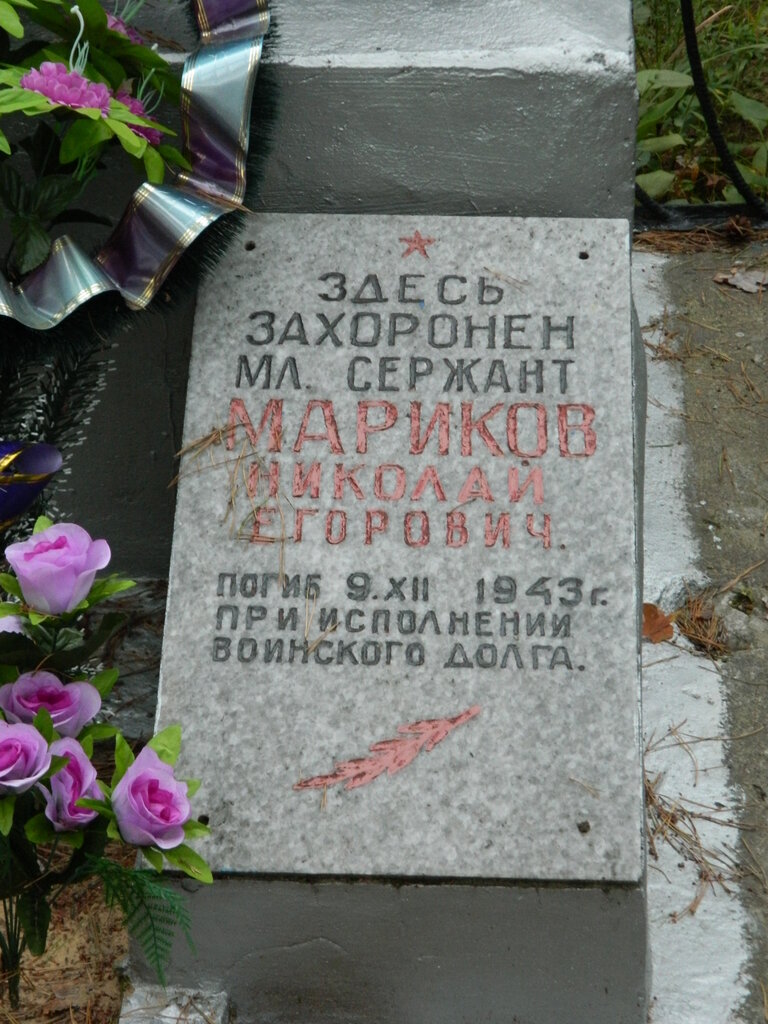 ЗДЕСЬ
ЗАХОРОНЕН
МЛ. СЕРЖАНТ
МАРИКОВ
НИКОЛАЙ
ЕГОРОВИЧ.
ПОГИБ 9.XII 1943г.
ПРИ ИСПОЛНЕНИИ
ВОИНСКОГО ДОЛГА.